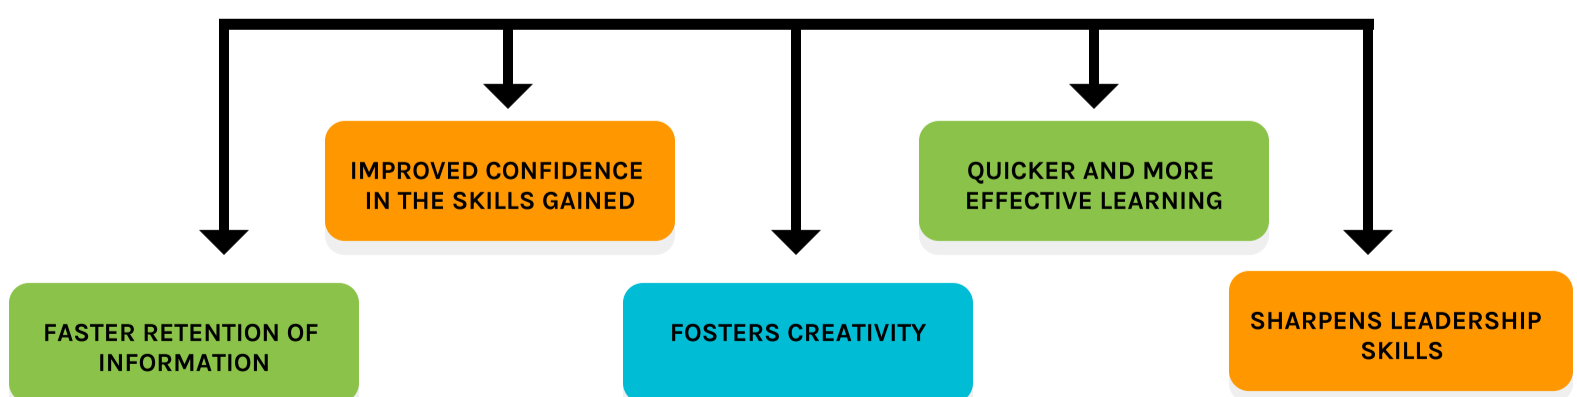 IMPROVED CONFIDENCE
IN THE SKILLS GAINED
QUICKER AND MORE
EFFECTIVE LEARNING
FASTER RETENTION OF
INFORMATION
FOSTERS CREATIVITY
SHARPENS LEADERSHIP
SKILLS